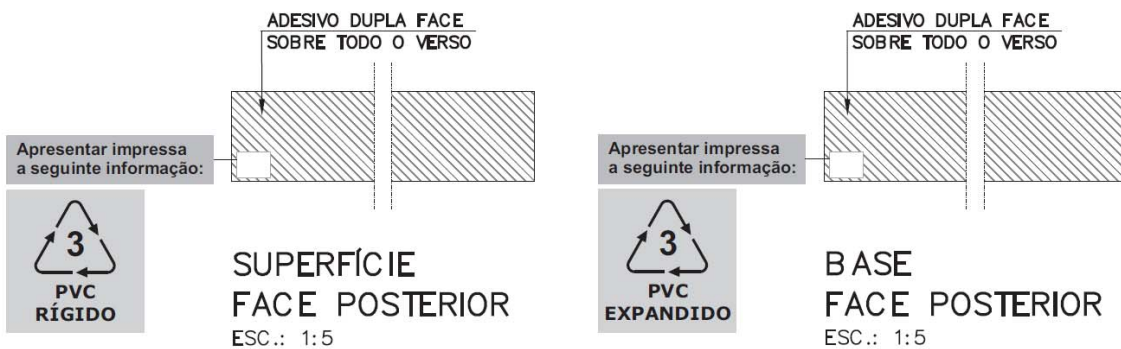 ADESIVO DUPLA FACE
SOBRE TODO O VERSO
Apresentar impressa
a seguinte informação:
3
PVC
RÍGIDO
SUPERFÍCIE
FACE POSTERIOR
ESC.: 1:5
ADESIVO DUPLA FACE
SOBRE TODO O VERSO
Apresentar impressa
a seguinte informação:
3
PVC
EXPANDIDO
BASE
FACE POSTERIOR
ESC.: 1:5